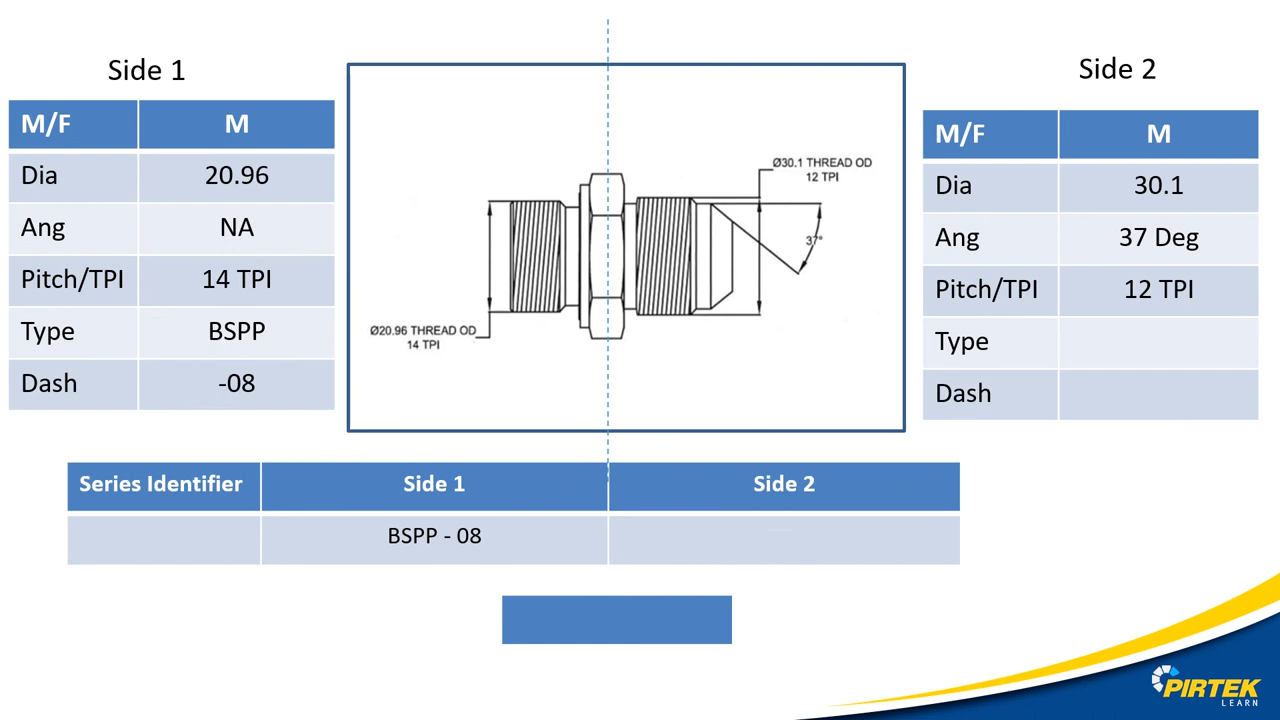 Side 1
M/F M
Dia 20.96
Ang NA
Pitch/TPI 14 TPI
Type BSPP
Dash -08
Ø30.1 THREAD OD
12 TPI
37°
Ø20.96 THREAD OD
14 TPI
Side 2
M/F M
Dia 30.1
Ang 37 Deg
Pitch/TPI 12 TPI
Type
Dash
Series Identifier Side 1 Side 2
BSPP - 08
PIRTEK
LEARN